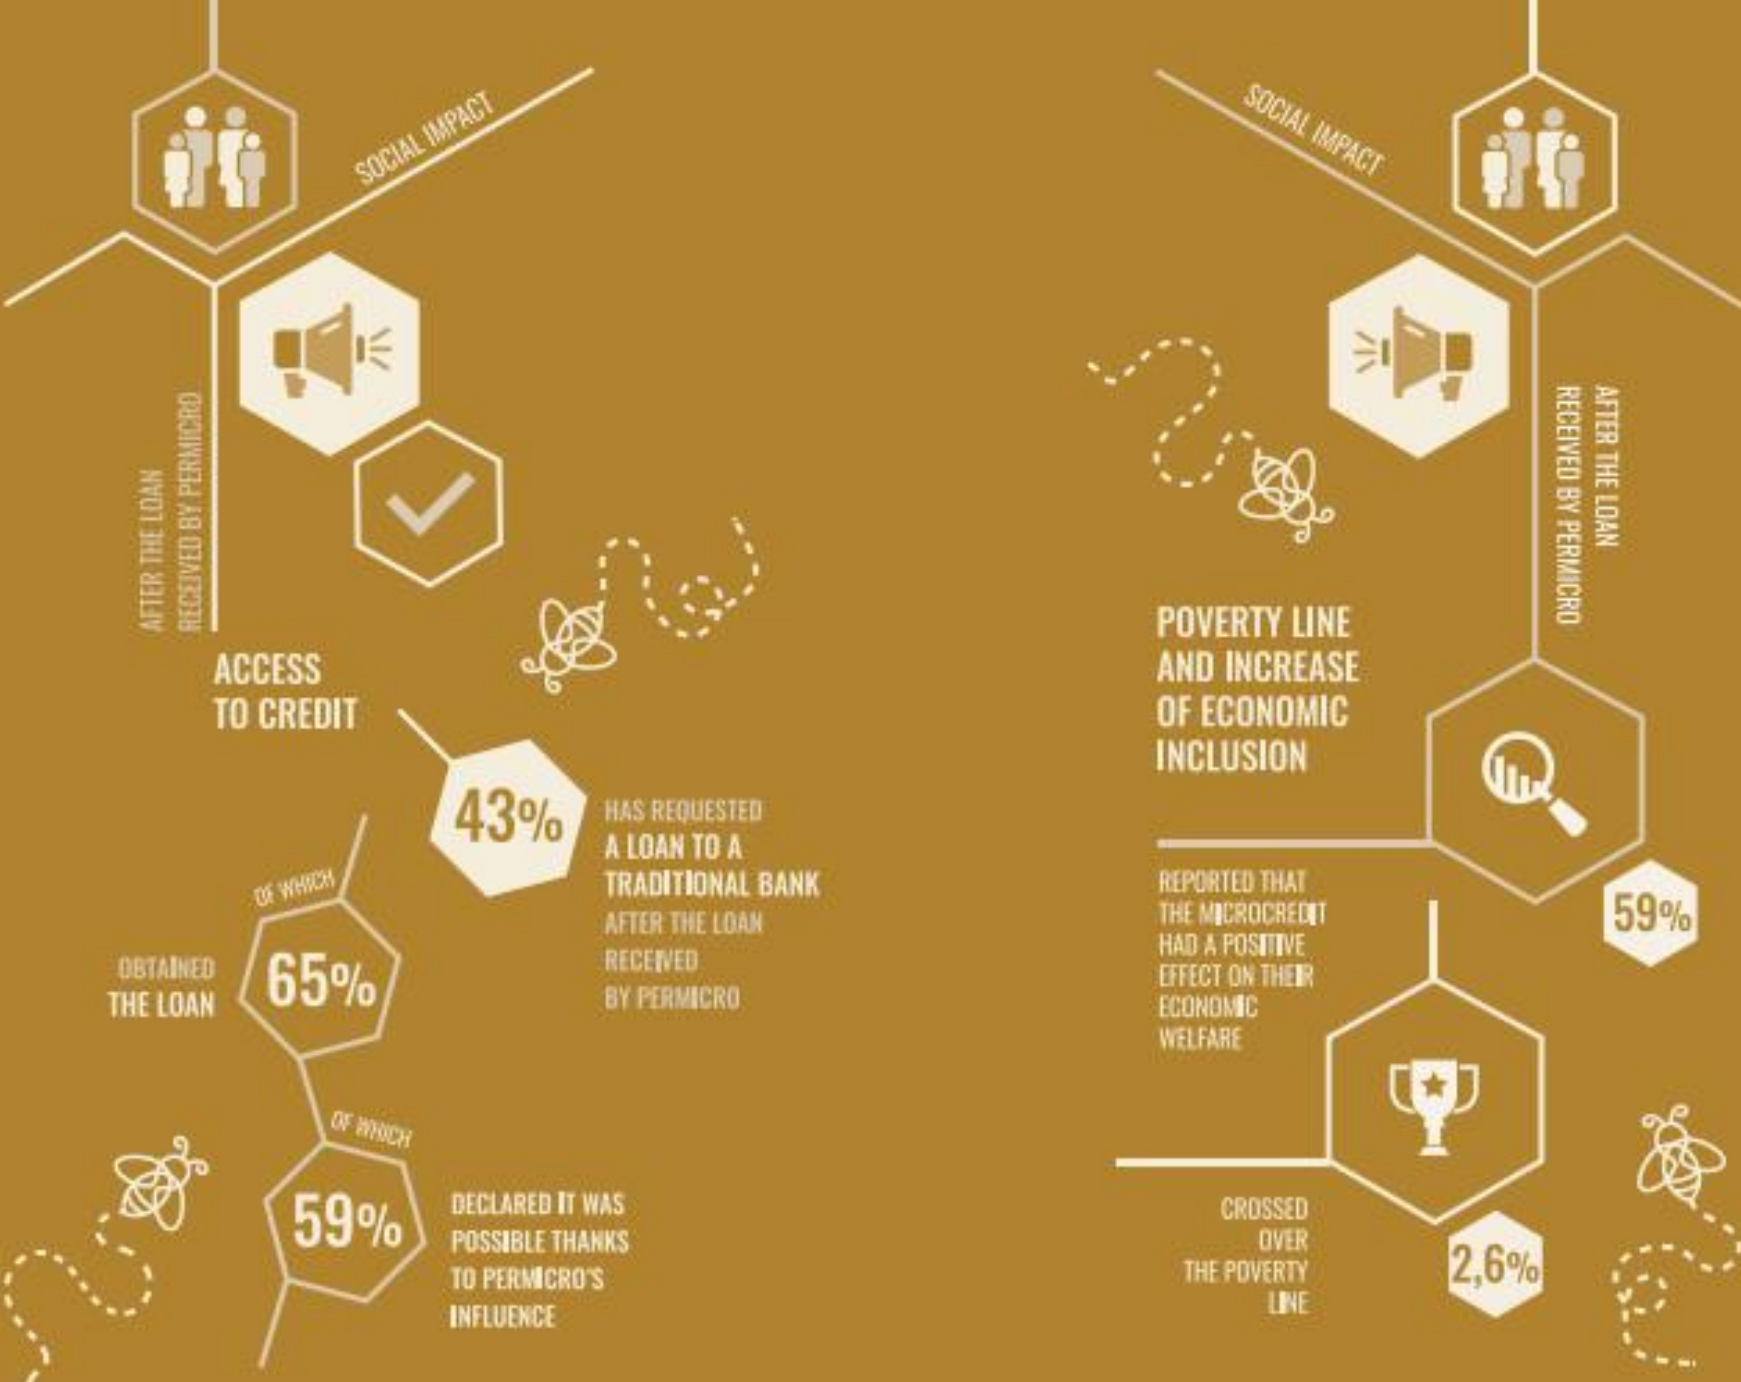 SOCIAL IMPACT
AFTER THE LOAN
RECEIVED BY PERMICRO
ACCESS
TO CREDIT
43%
HAS REQUESTED
A LOAN TO A
TRADITIONAL BANK
AFTER THE LOAN
RECEIVED
BY PERMICRO
OF WHICH
65%
OBTAINED
THE LOAN
OF WHICH
59%
DECLARED IT WAS
POSSIBLE THANKS
TO PERMICRO'S
INFLUENCE
SOCIAL IMPACT
AFTER THE LOAN
RECEIVED BY PERMICRO
POVERTY LINE
AND INCREASE
OF ECONOMIC
INCLUSION
REPORTED THAT
THE MICROCREDIT
HAD A POSITIVE
EFFECT ON THEIR
ECONOMIC
WELFARE
59%
CROSSED
OVER
THE POVERTY
LINE
2,6%